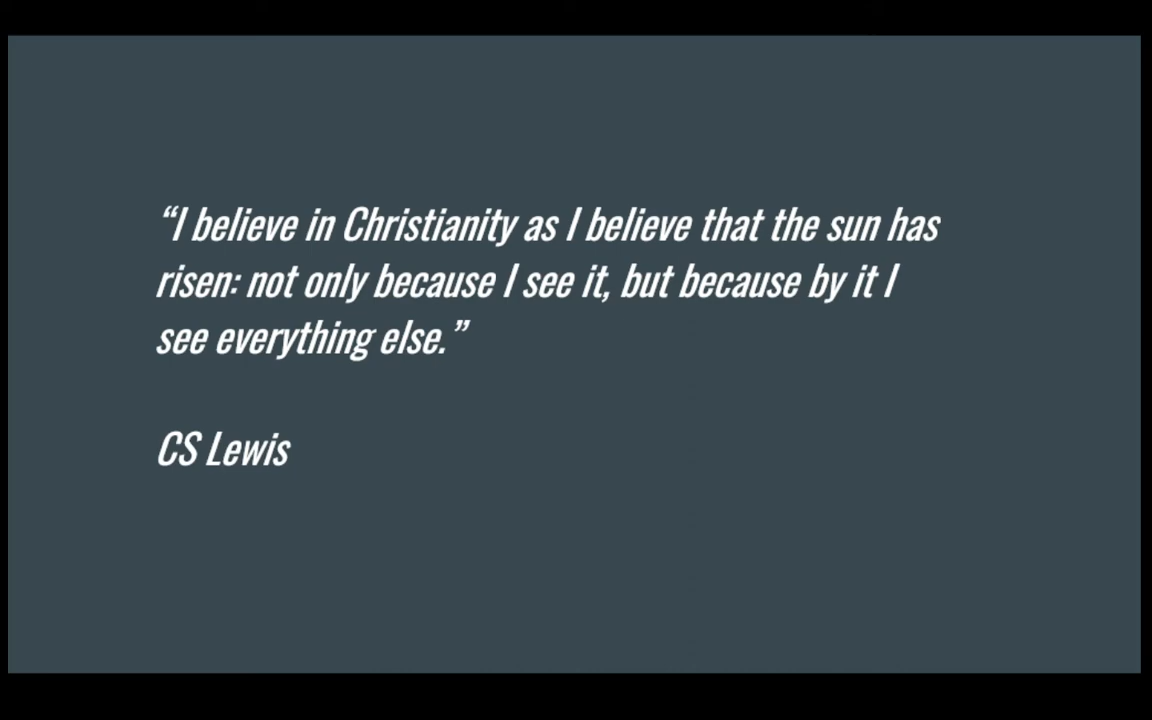 “I believe in Christianity as I believe that the sun has
risen: not only because I see it, but because by it I
see everything else.”
CS Lewis